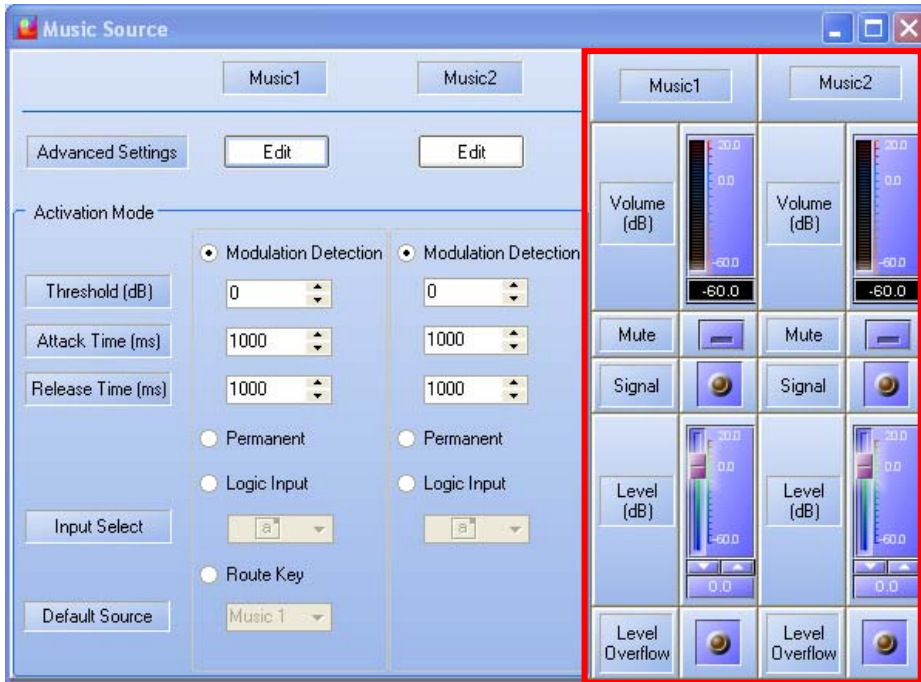 Music Source
Music1 Music2
Advanced Settings Edit Edit
Activation Mode
Modulation Detection Modulation Detection
Threshold (dB) 0 0
Attack Time (ms) 1000 1000
Release Time (ms) 1000 1000
Permanent Permanent
Logic Input Logic Input
Input Select a a
Route Key
Default Source Music 1
Music1 Music2
Volume (dB) 20.0 0.0 -60.0 -60.0 Volume (dB) 20.0 0.0 -60.0 -60.0
Mute Mute
Signal Signal
Level (dB) 20.0 0.0 -60.0 0.0 Level (dB) 20.0 0.0 -60.0 0.0
Level Overflow Level Overflow